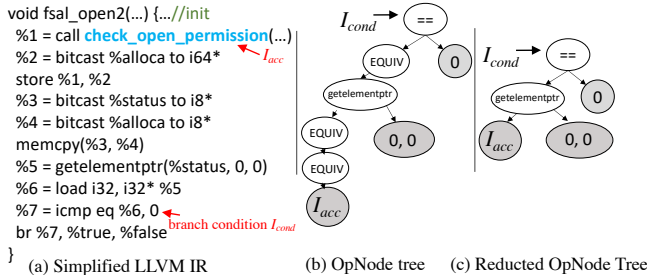 void fsal_open2(...) {...//init
%1 = call check_open_permission(...)
I_acc
%2 = bitcast %alloca to i64*
store %1, %2
%3 = bitcast %status to i8*
%4 = bitcast %alloca to i8*
memcpy(%3, %4)
%5 = getelementptr(%status, 0, 0)
%6 = load i32, i32* %5
%7 = icmp eq %6, 0
branch condition I_cond
br %7, %true, %false
}
(a) Simplified LLVM IR
I_cond
==
EQUIV
0
getelementptr
EQUIV
0, 0
EQUIV
I_acc
(b) OpNode tree
I_cond
==
getelementptr
0
I_acc
0, 0
(c) Reducted OpNode Tree